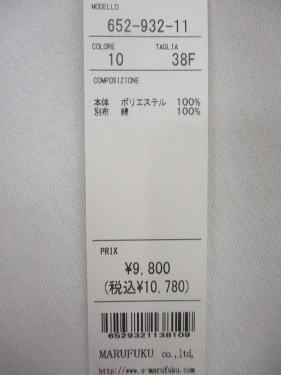 MODELLO
652-932-11
COLORE TAGLIA
10 38F
COMPOSIZIONE
本体 ポリエステル 100%
別布 綿 100%
PRIX
¥9,800
(税込¥10,780)
6529321138109
MARUFUKU co.,ltd,
http://www.e-marufuku.com/